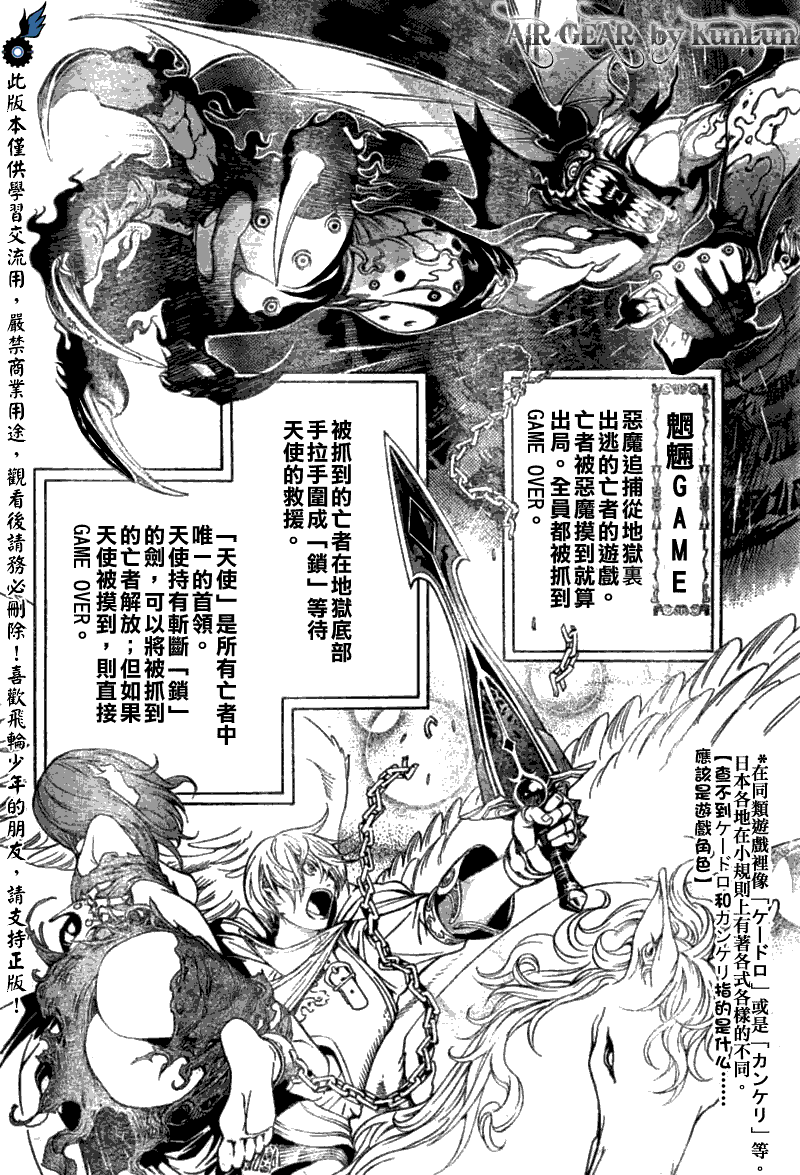 AIR GEAR by KunLun
魍魎GAME
惡魔追捕從地獄裏
出逃的亡者的遊戲。
亡者被惡魔摸到就算
出局。全員都被抓到
GAME OVER。
被抓到的亡者在地獄底部
手拉手圍成「鎖」等待
天使的救援。
「天使」是所有亡者中
唯一的首領。
天使持有斬斷「鎖」
的劍，可以將被抓到
的亡者解放；但如果
天使被摸到，則直接
GAME OVER。
*在同類遊戲裡像「ケードロ」或是「カンケリ」等。
日本各地在小規則上有著各式各樣的不同。
【查不到ケードロ和カンケリ指的是什么……
應該是遊戲角色】
此版本僅供學習交流用，嚴禁商業用途，觀看後請務必刪除！喜歡飛輪少年的朋友，請支持正版！